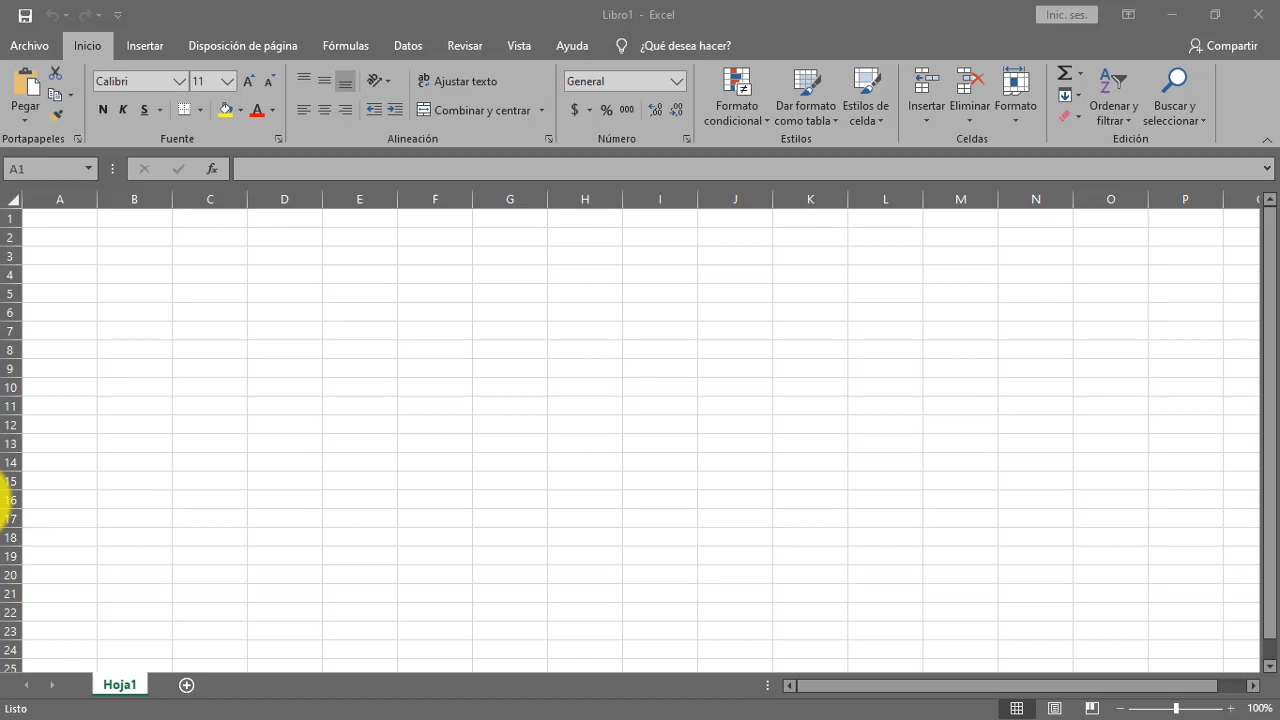 Libro1 - Excel
Inic. ses.
Archivo Inicio Insertar Disposición de página Fórmulas Datos Revisar Vista Ayuda ¿Qué desea hacer? Compartir
Pegar
Calibri 11
N K S
Ajustar texto
Combinar y centrar
General
$ % 000
Formato condicional
Dar formato como tabla
Estilos de celda
Insertar
Eliminar
Formato
Ordenar y filtrar
Buscar y seleccionar
Portapapeles Fuente Alineación Número Estilos Celdas Edición
A1 fx
A B C D E F G H I J K L M N O P
1
2
3
4
5
6
7
8
9
10
11
12
13
14
15
16
17
18
19
20
21
22
23
24
25
Hoja1
Listo 100%